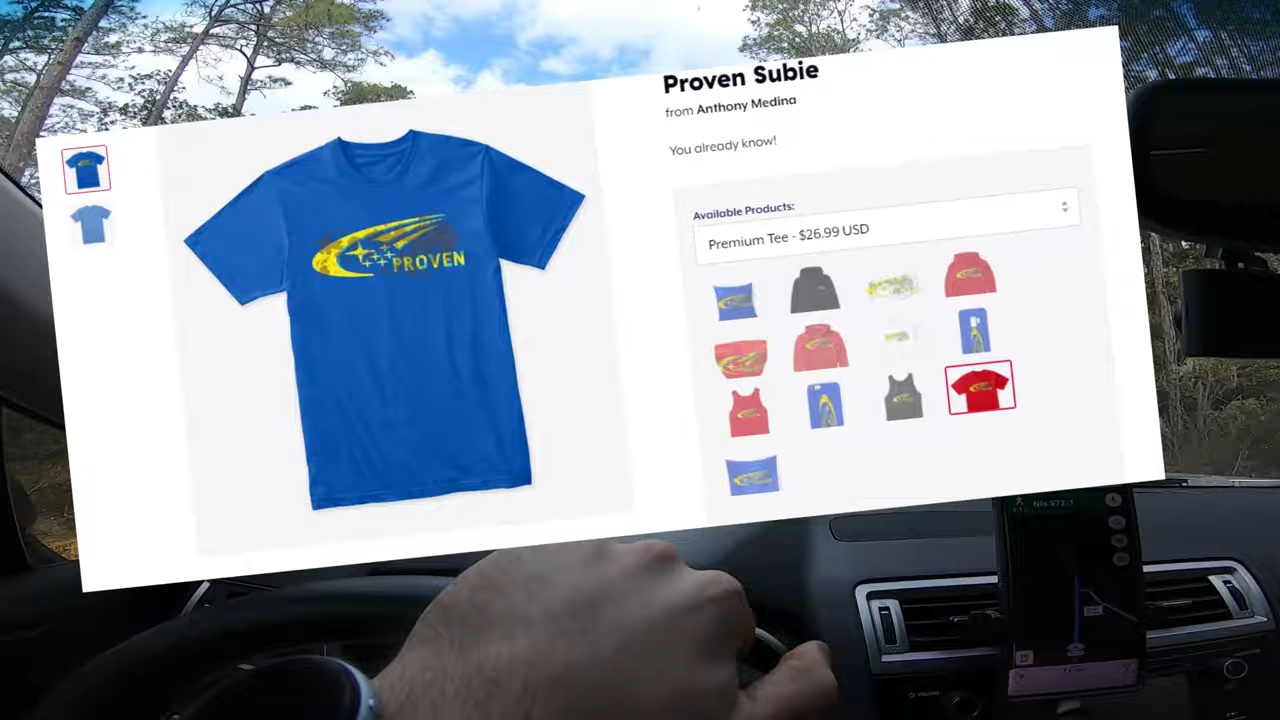 Proven Subie
from Anthony Medina
You already know!
Available Products:
Premium Tee - $26.99 USD
PROVEN